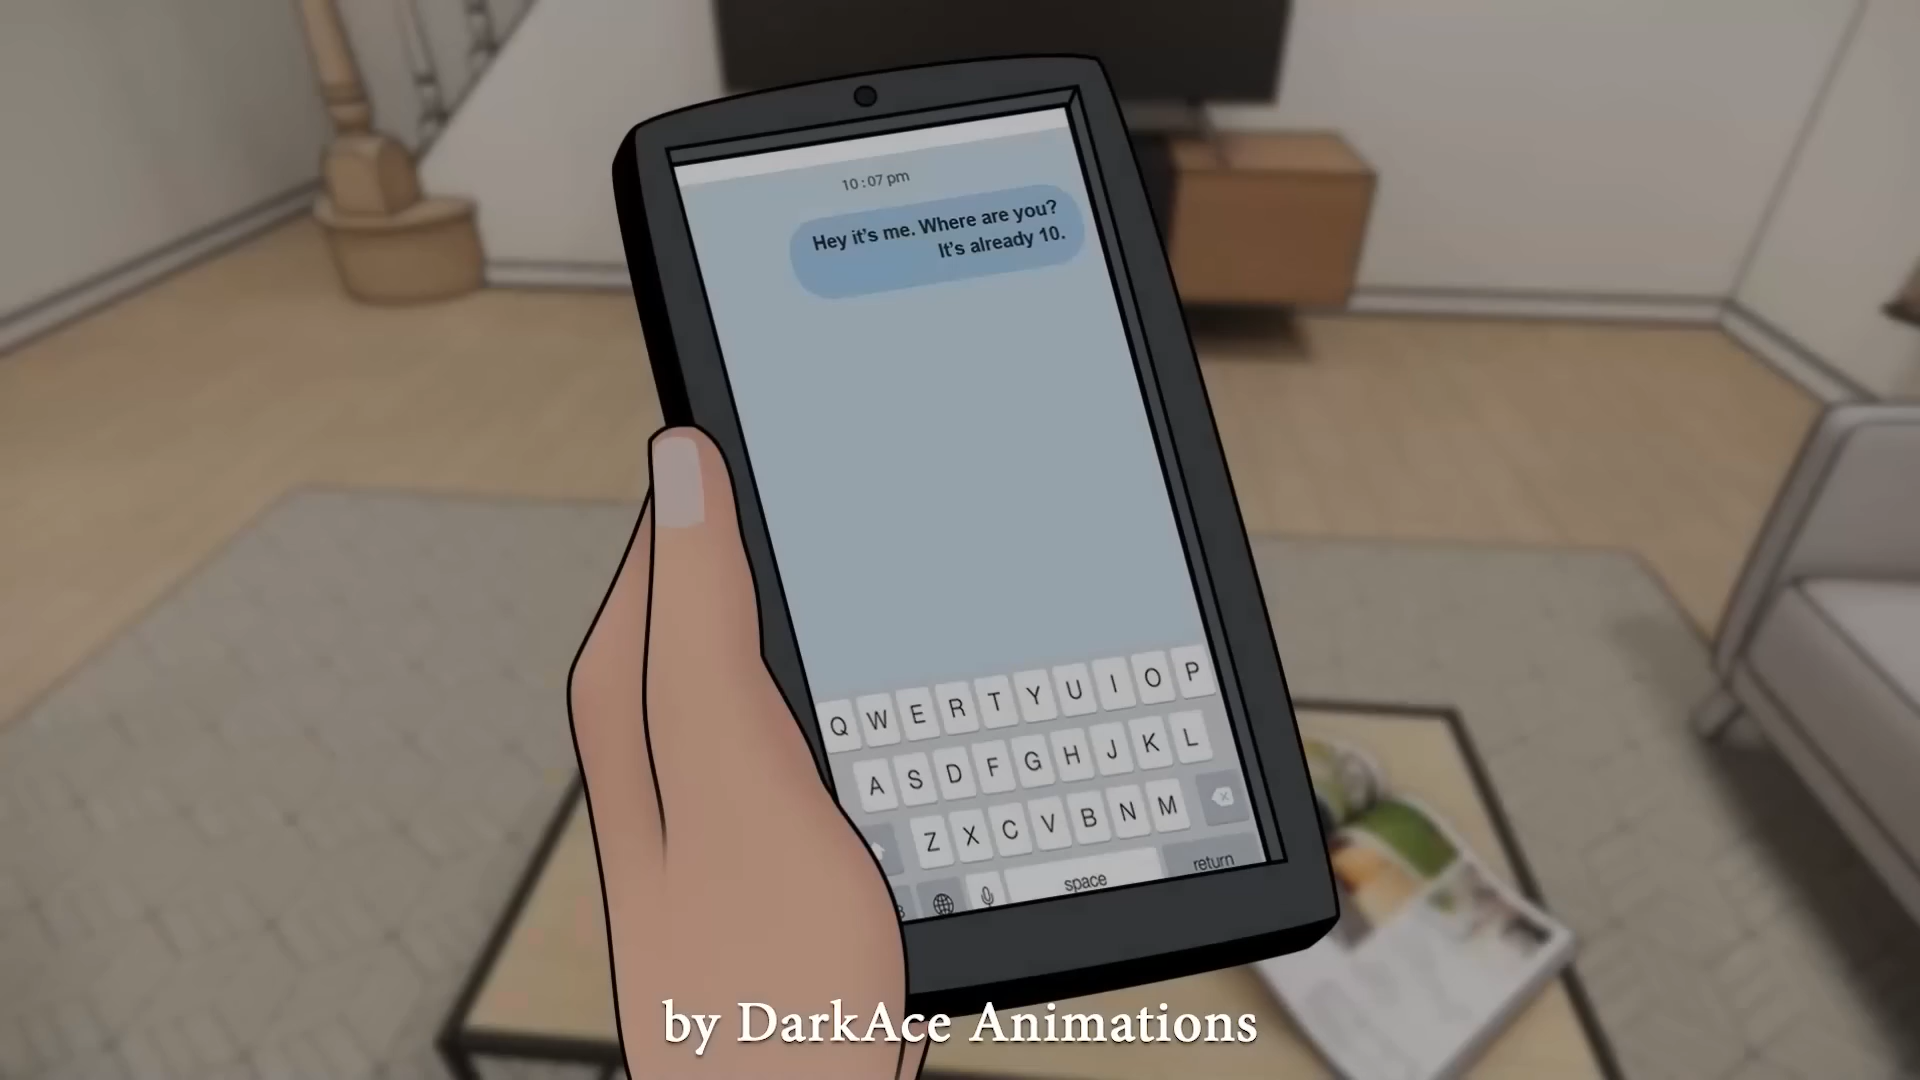 10:07 pm
Hey it's me. Where are you?
It's already 10.
Q W E R T Y U I O P
A S D F G H J K L
Z X C V B N M
space
return
by DarkAce Animations